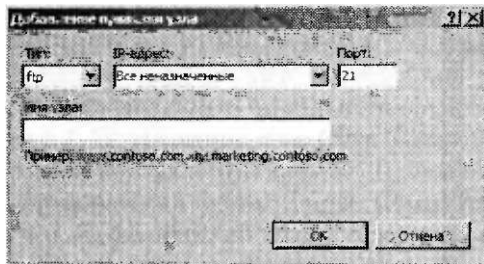 Добавление привязки узла
Тип: IP-адрес: Порт:
ftp Все неназначенные 21
Имя узла:
Пример: www.contoso.com или marketing.contoso.com
OK Отмена